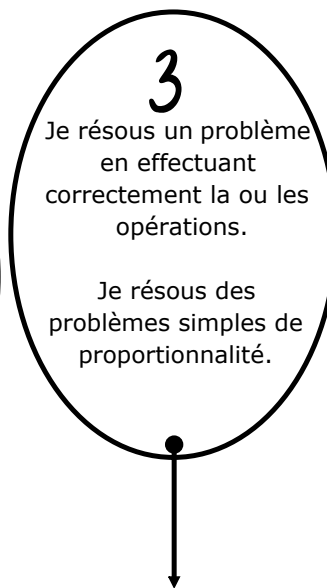 3
Je résous un problème
en effectuant
correctement la ou les
opérations.
Je résous des
problèmes simples de
proportionnalité.